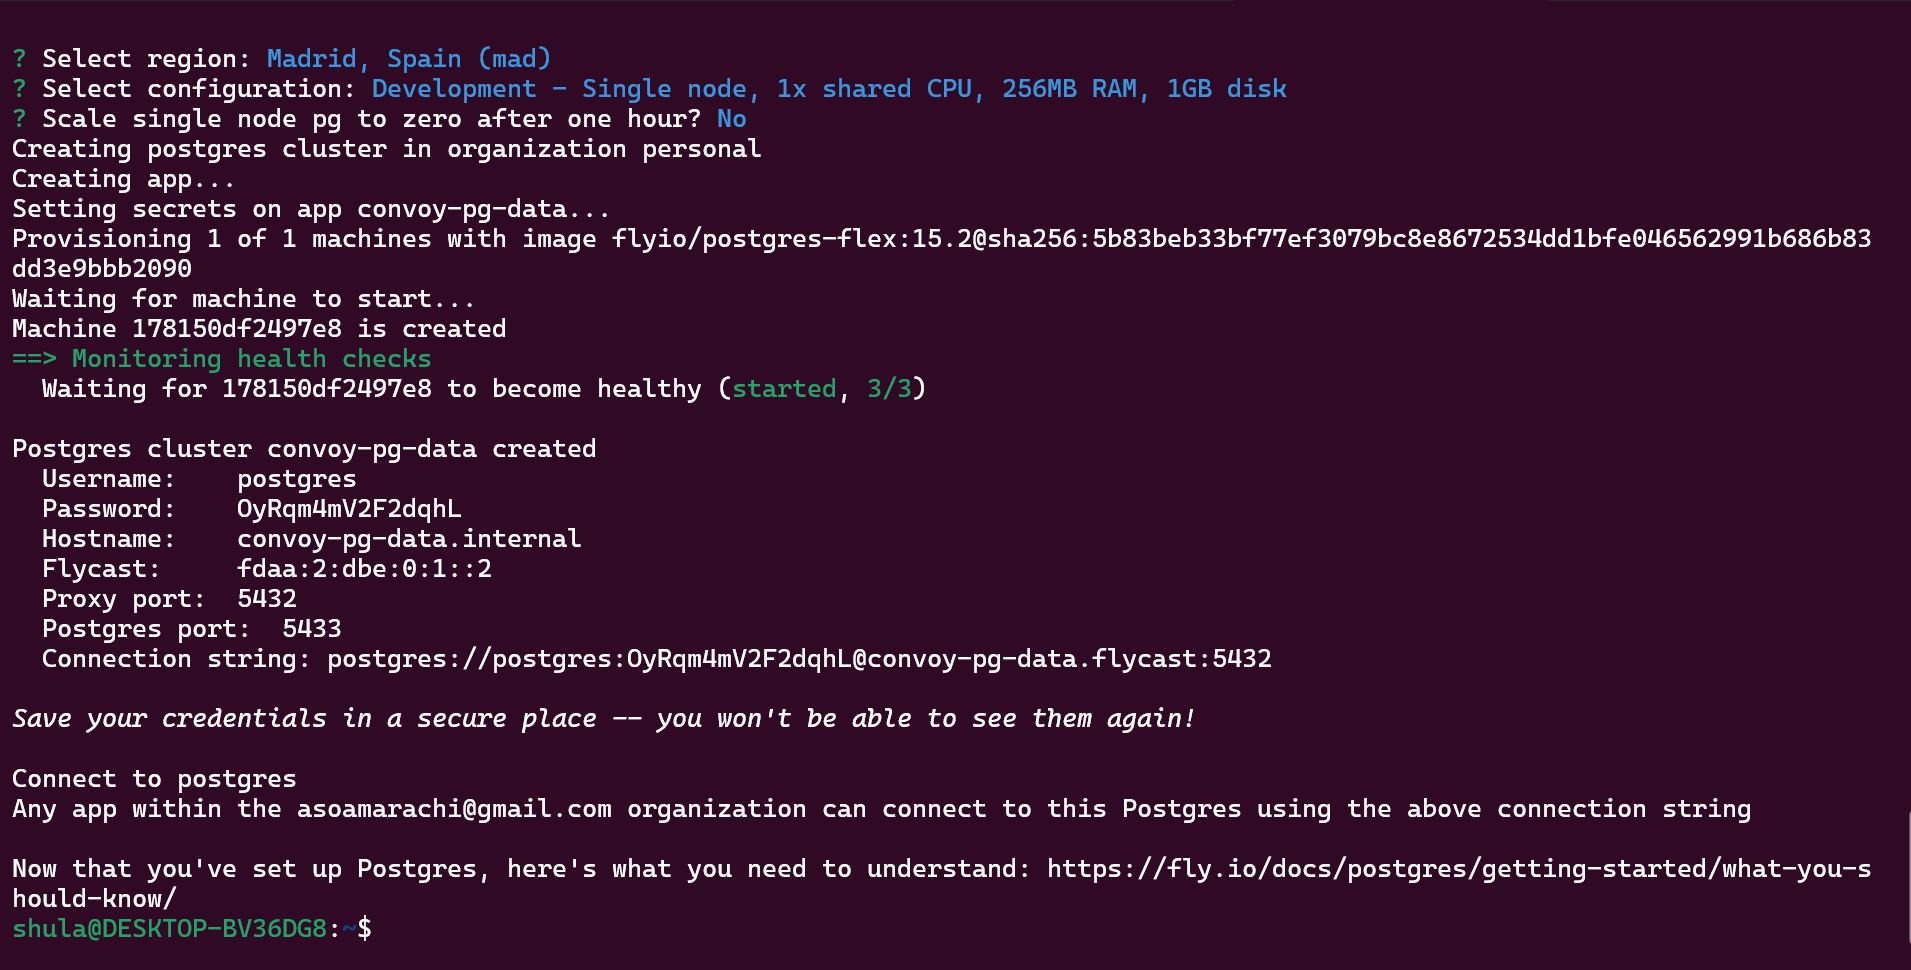 ? Select region: Madrid, Spain (mad)
? Select configuration: Development - Single node, 1x shared CPU, 256MB RAM, 1GB disk
? Scale single node pg to zero after one hour? No
Creating postgres cluster in organization personal
Creating app...
Setting secrets on app convoy-pg-data...
Provisioning 1 of 1 machines with image flyio/postgres-flex:15.2@sha256:5b83beb33bf77ef3079bc8e8672534dd1bfe046562991b686b83
dd3e9bbb2090
Waiting for machine to start...
Machine 178150df2497e8 is created
==> Monitoring health checks
  Waiting for 178150df2497e8 to become healthy (started, 3/3)
Postgres cluster convoy-pg-data created
  Username:    postgres
  Password:    OyRqm4mV2F2dqhL
  Hostname:    convoy-pg-data.internal
  Flycast:     fdaa:2:dbe:0:1::2
  Proxy port:  5432
  Postgres port:  5433
  Connection string: postgres://postgres:OyRqm4mV2F2dqhL@convoy-pg-data.flycast:5432
Save your credentials in a secure place -- you won't be able to see them again!
Connect to postgres
Any app within the asoamarachi@gmail.com organization can connect to this Postgres using the above connection string
Now that you've set up Postgres, here's what you need to understand: https://fly.io/docs/postgres/getting-started/what-you-s
hould-know/
shula@DESKTOP-BV36DG8:~$